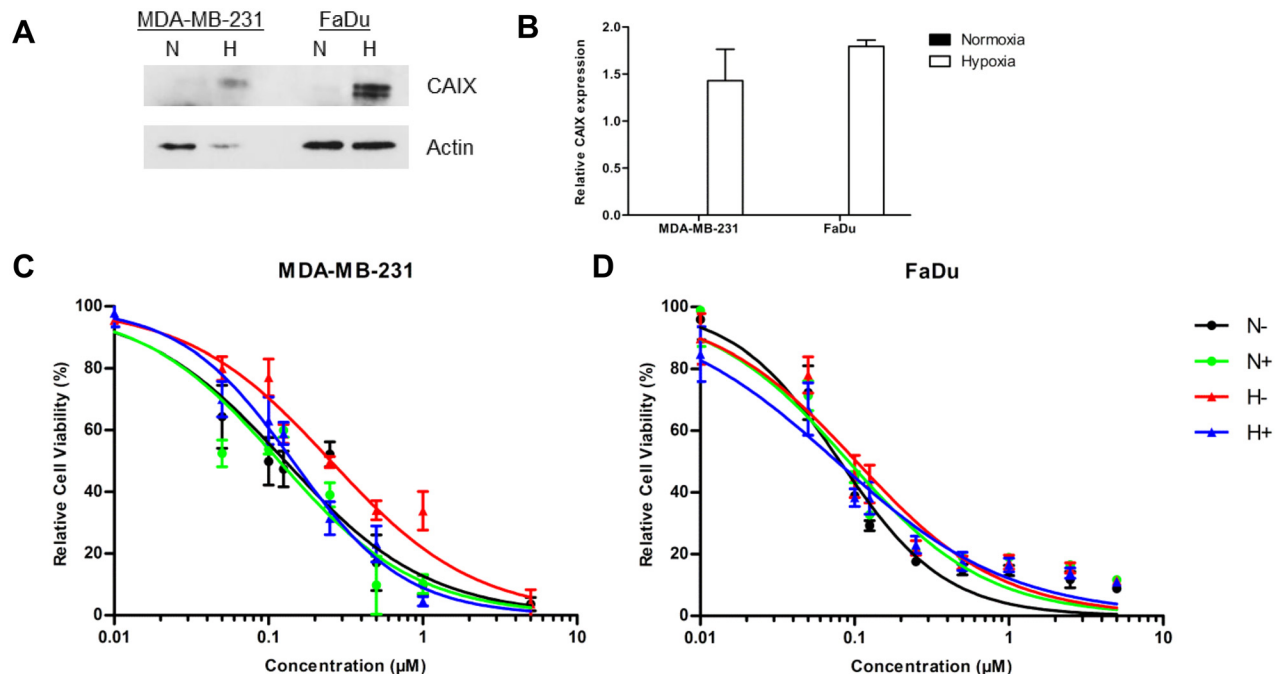 A
MDA-MB-231 FaDu
N H N H
CAIX
Actin
B
Relative CAIX expression
2.0
1.5
1.0
0.5
0.0
MDA-MB-231 FaDu
Normoxia
Hypoxia
C
MDA-MB-231
Relative Cell Viability (%)
100
80
60
40
20
0
0.01 0.1 1 10
Concentration (µM)
D
FaDu
Relative Cell Viability (%)
100
80
60
40
20
0
0.01 0.1 1 10
Concentration (µM)
N-
N+
H-
H+